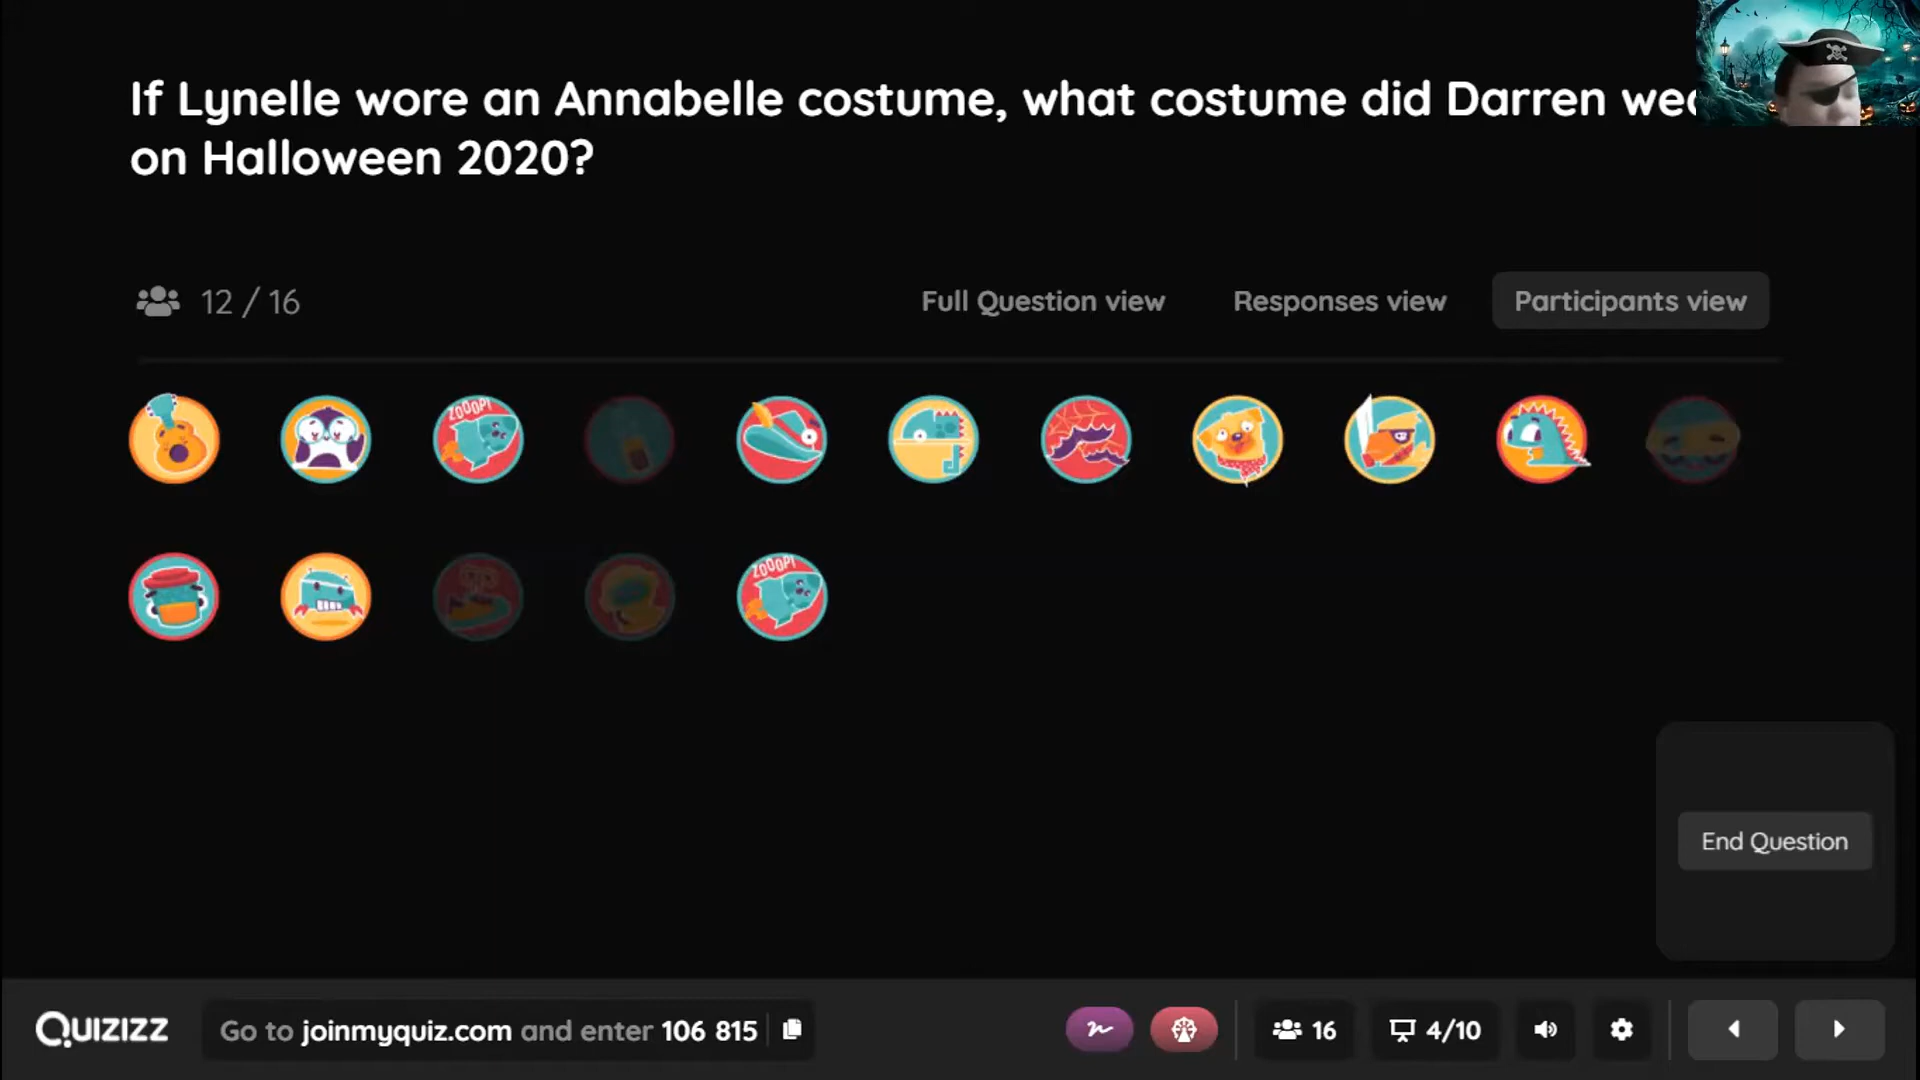 If Lynelle wore an Annabelle costume, what costume did Darren
on Halloween 2020?
12 / 16
Full Question view
Responses view
Participants view
ZOOOP!
ZOOOP!
End Question
QUIZIZZ
Go to joinmyquiz.com and enter 106 815
16
4/10